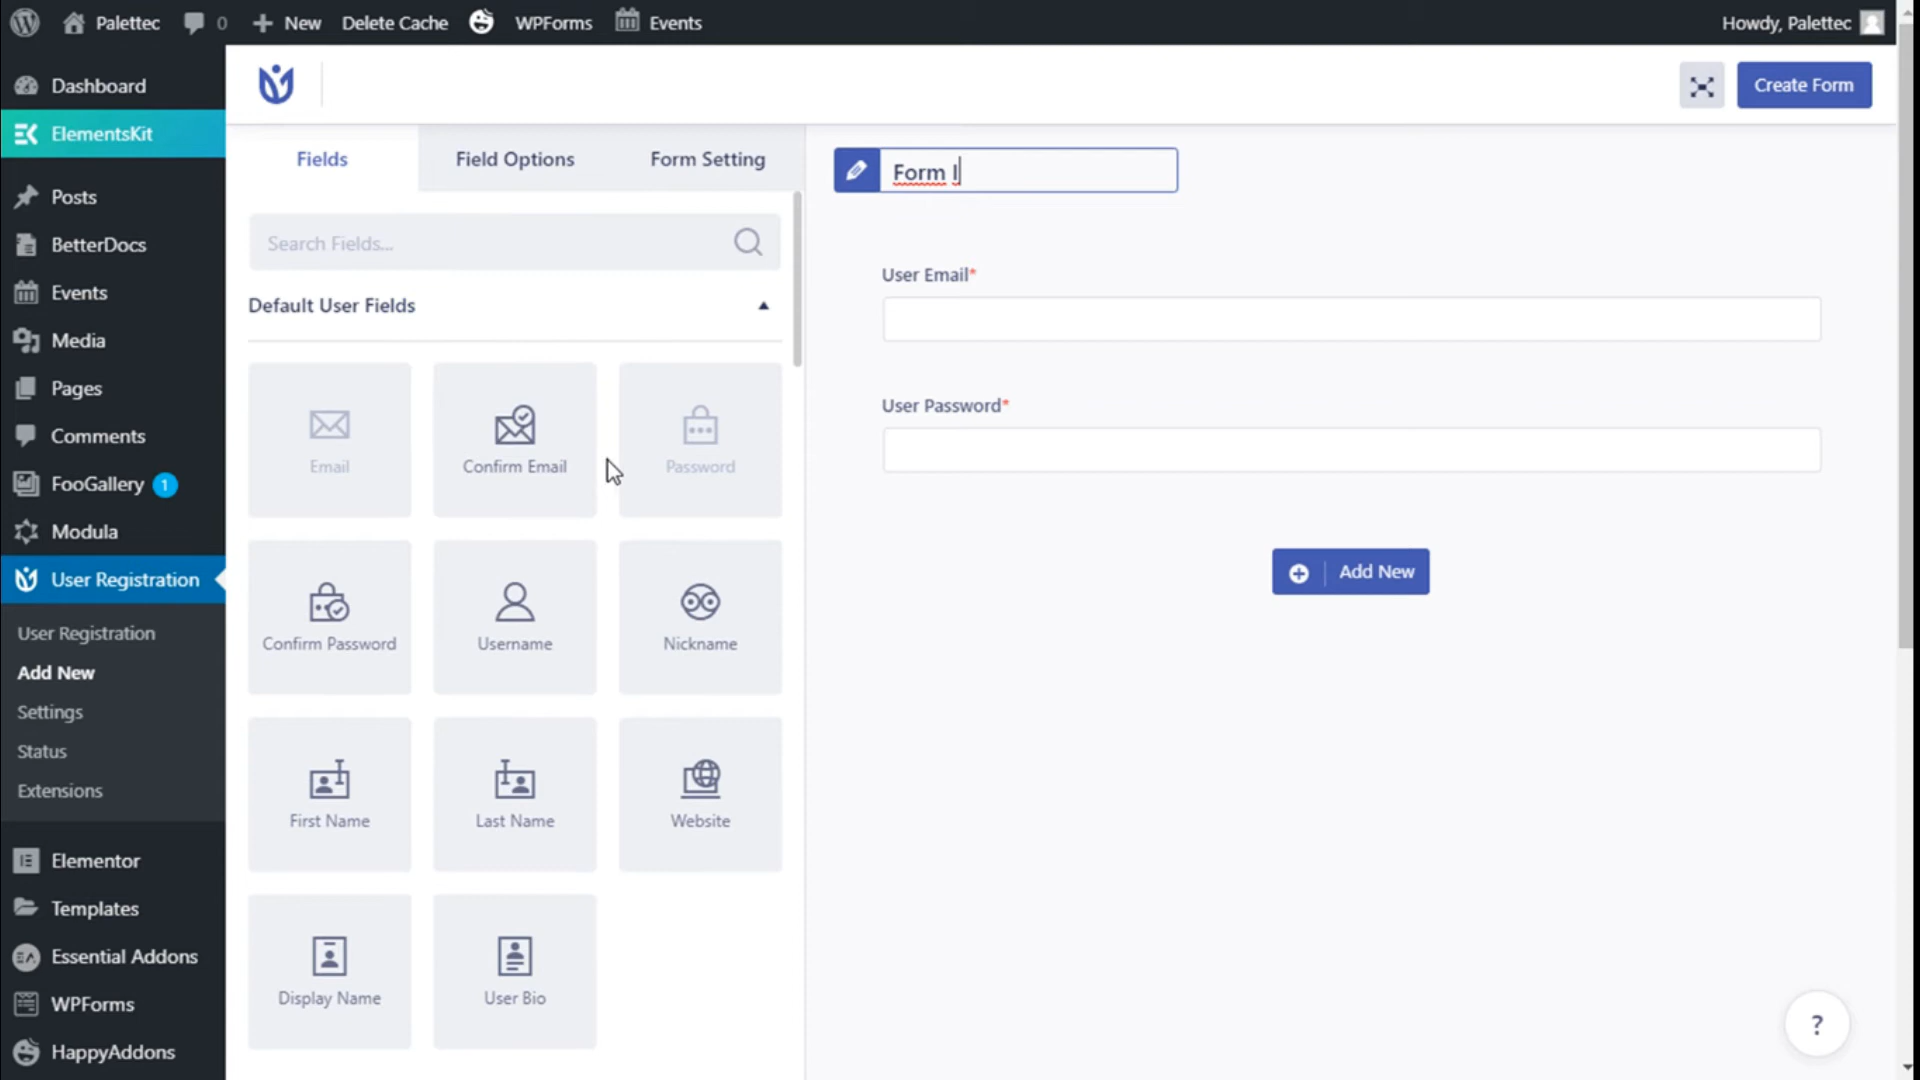 Palettec
0
New
Delete Cache
WPForms
Events
Howdy, Palettec
Dashboard
ElementsKit
Posts
BetterDocs
Events
Media
Pages
Comments
FooGallery 1
Modula
User Registration
User Registration
Add New
Settings
Status
Extensions
Elementor
Templates
Essential Addons
WPForms
HappyAddons
Create Form
Fields
Field Options
Form Setting
Search Fields...
Default User Fields
Email
Confirm Email
Password
Confirm Password
Username
Nickname
First Name
Last Name
Website
Display Name
User Bio
Form I
User Email*
User Password*
Add New
?